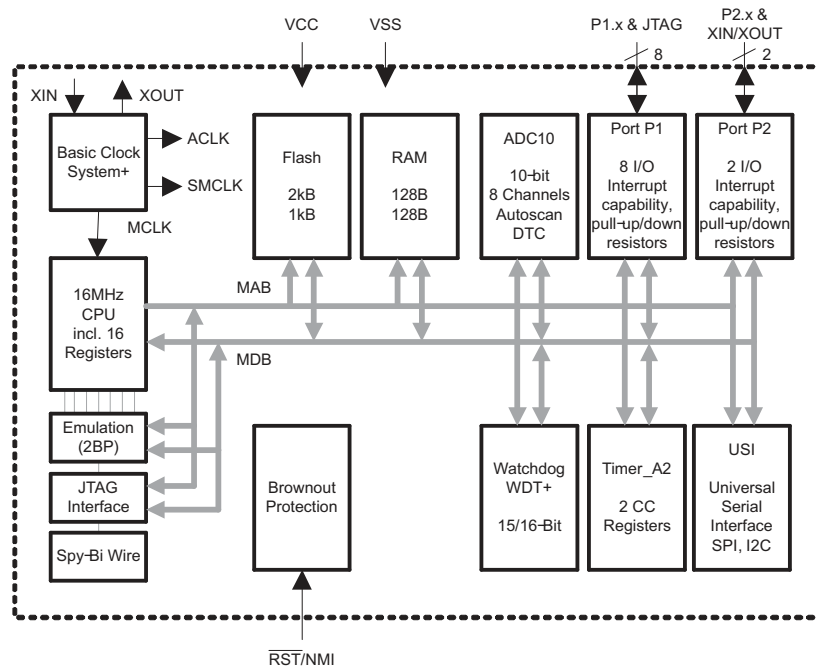 VCC
VSS
P1.x & JTAG
8
P2.x &
XIN/XOUT
2
XIN
XOUT
Basic Clock
System+
ACLK
SMCLK
MCLK
Flash
2kB
1kB
RAM
128B
128B
ADC10
10-bit
8 Channels
Autoscan
DTC
Port P1
8 I/O
Interrupt
capability,
pull-up/down
resistors
Port P2
2 I/O
Interrupt
capability,
pull-up/down
resistors
16MHz
CPU
incl. 16
Registers
MAB
MDB
Emulation
(2BP)
JTAG
Interface
Spy-Bi Wire
Brownout
Protection
RST/NMI
Watchdog
WDT+
15/16-Bit
Timer_A2
2 CC
Registers
USI
Universal
Serial
Interface
SPI, I2C